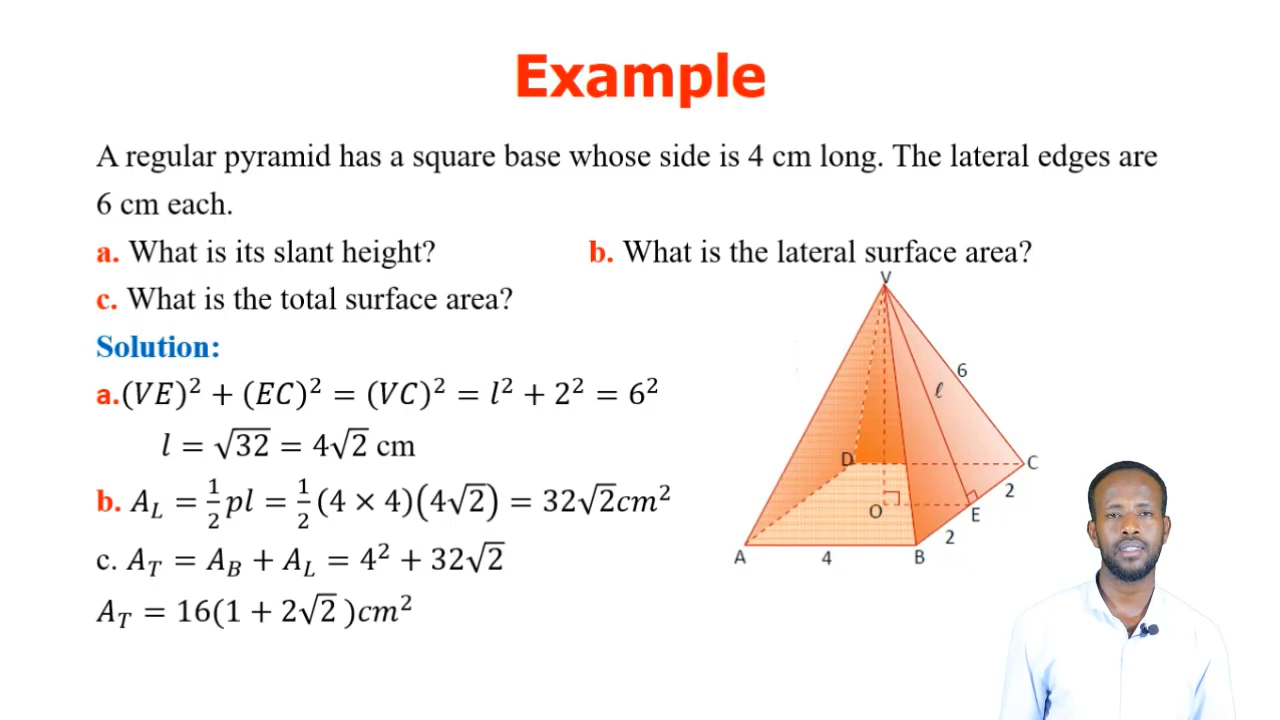 Example
A regular pyramid has a square base whose side is 4 cm long. The lateral edges are
6 cm each.
a. What is its slant height? b. What is the lateral surface area?
c. What is the total surface area?
Solution:
a.(VE)² + (EC)² = (VC)² = l² + 2² = 6²
l = √32 = 4√2 cm
b. A_L = 1/2 pl = 1/2 (4 × 4)(4√2) = 32√2cm²
c. A_T = A_B + A_L = 4² + 32√2
A_T = 16(1 + 2√2 )cm²
V
6
ℓ
D
C
2
O
E
2
A
4
B